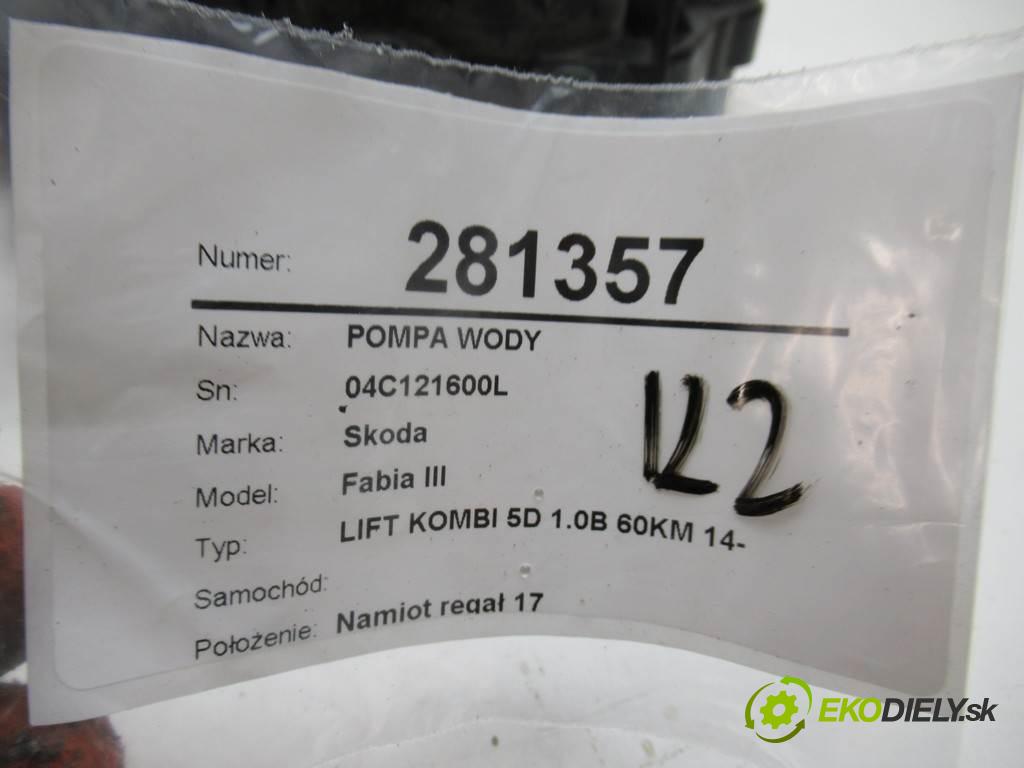 Numer: 281357
Nazwa: POMPA WODY
Sn: 04C121600L
Marka: Skoda
Model: Fabia III
Typ: LIFT KOMBI 5D 1.0B 60KM 14-
Samochód:
Położenie: Namiot regał 17
K2
EKODIELY.sk